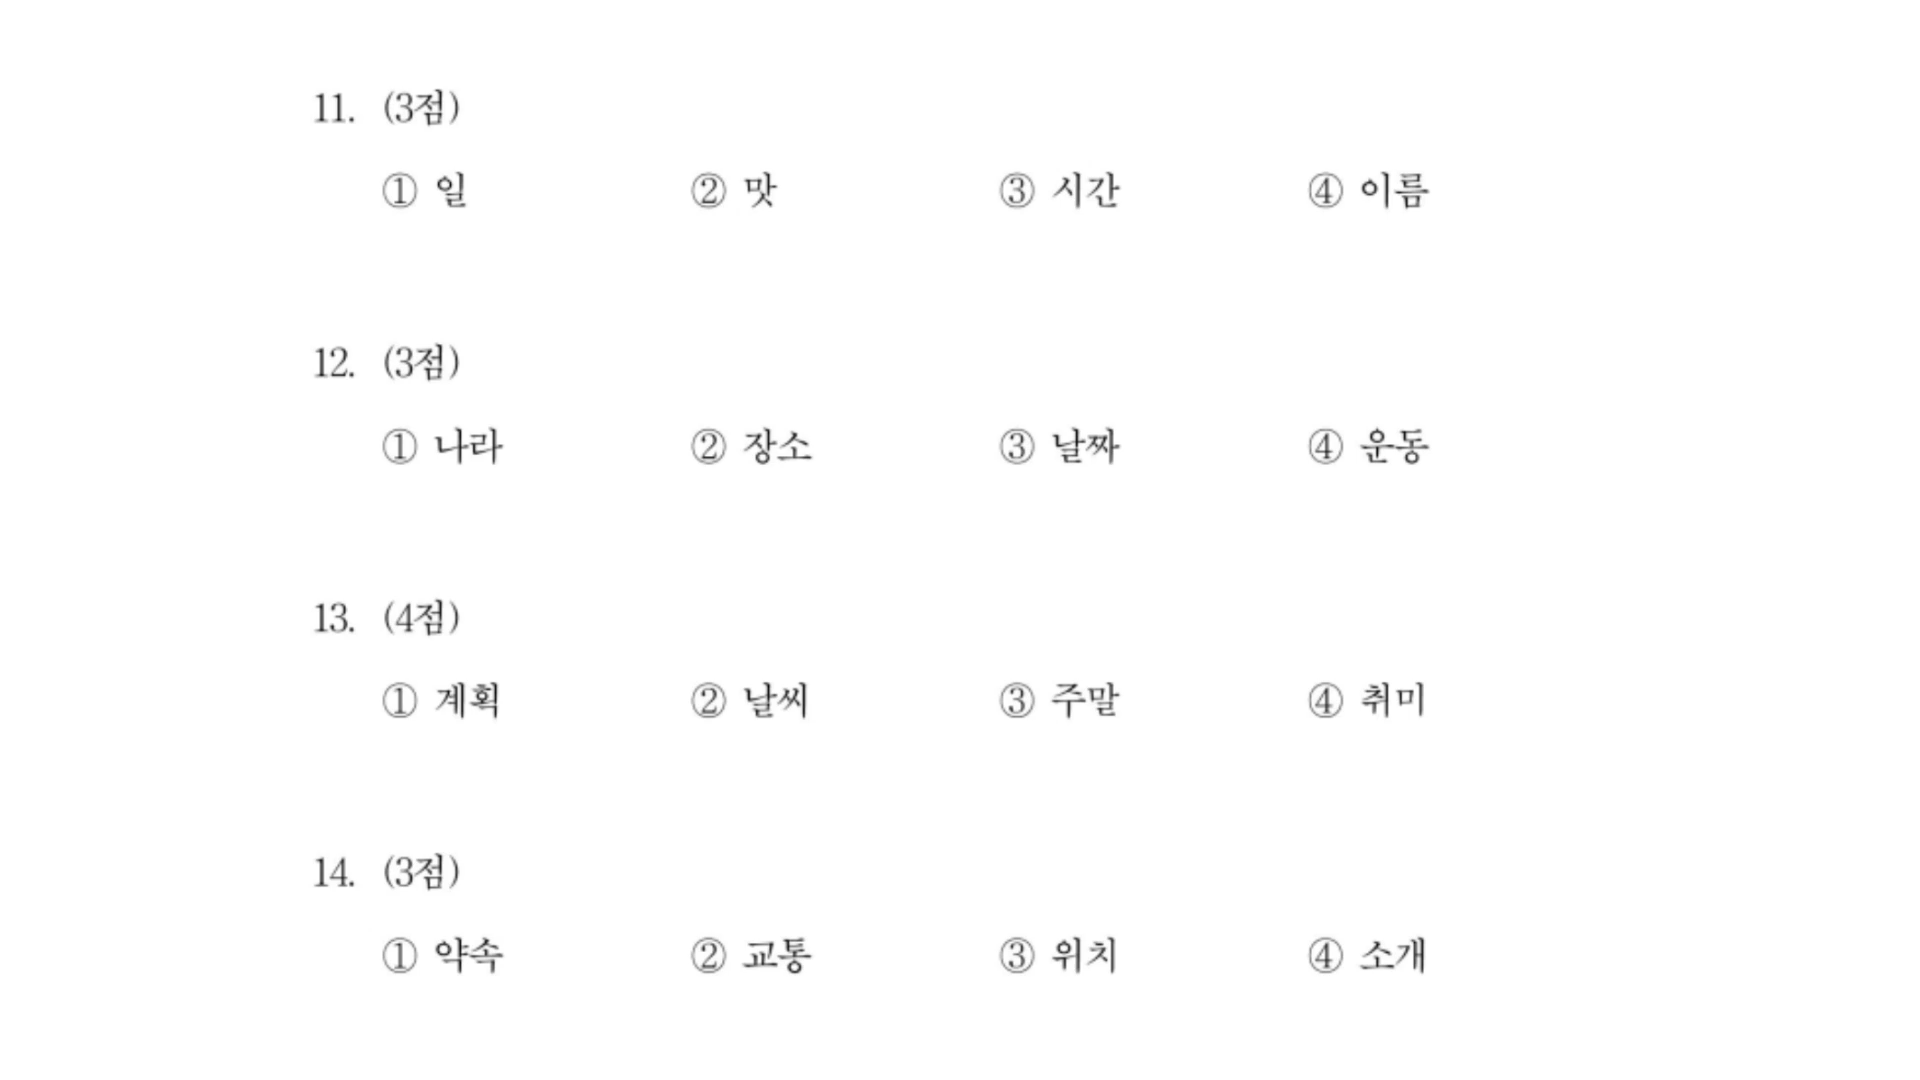 11. (3점)
① 일 ② 맛 ③ 시간 ④ 이름
12. (3점)
① 나라 ② 장소 ③ 날짜 ④ 운동
13. (4점)
① 계획 ② 날씨 ③ 주말 ④ 취미
14. (3점)
① 약속 ② 교통 ③ 위치 ④ 소개